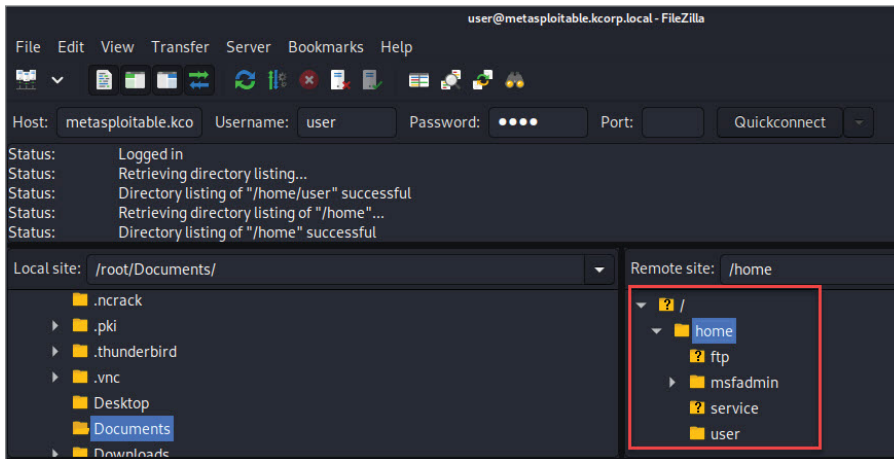 user@metasploitable.kcorp.local - FileZilla
File Edit View Transfer Server Bookmarks Help
Host: metasploitable.kco Username: user Password: •••• Port: Quickconnect
Status: Logged in
Status: Retrieving directory listing...
Status: Directory listing of "/home/user" successful
Status: Retrieving directory listing of "/home"...
Status: Directory listing of "/home" successful
Local site: /root/Documents/
.ncrack
.pki
.thunderbird
.vnc
Desktop
Documents
Downloads
Remote site: /home
/
home
ftp
msfadmin
service
user